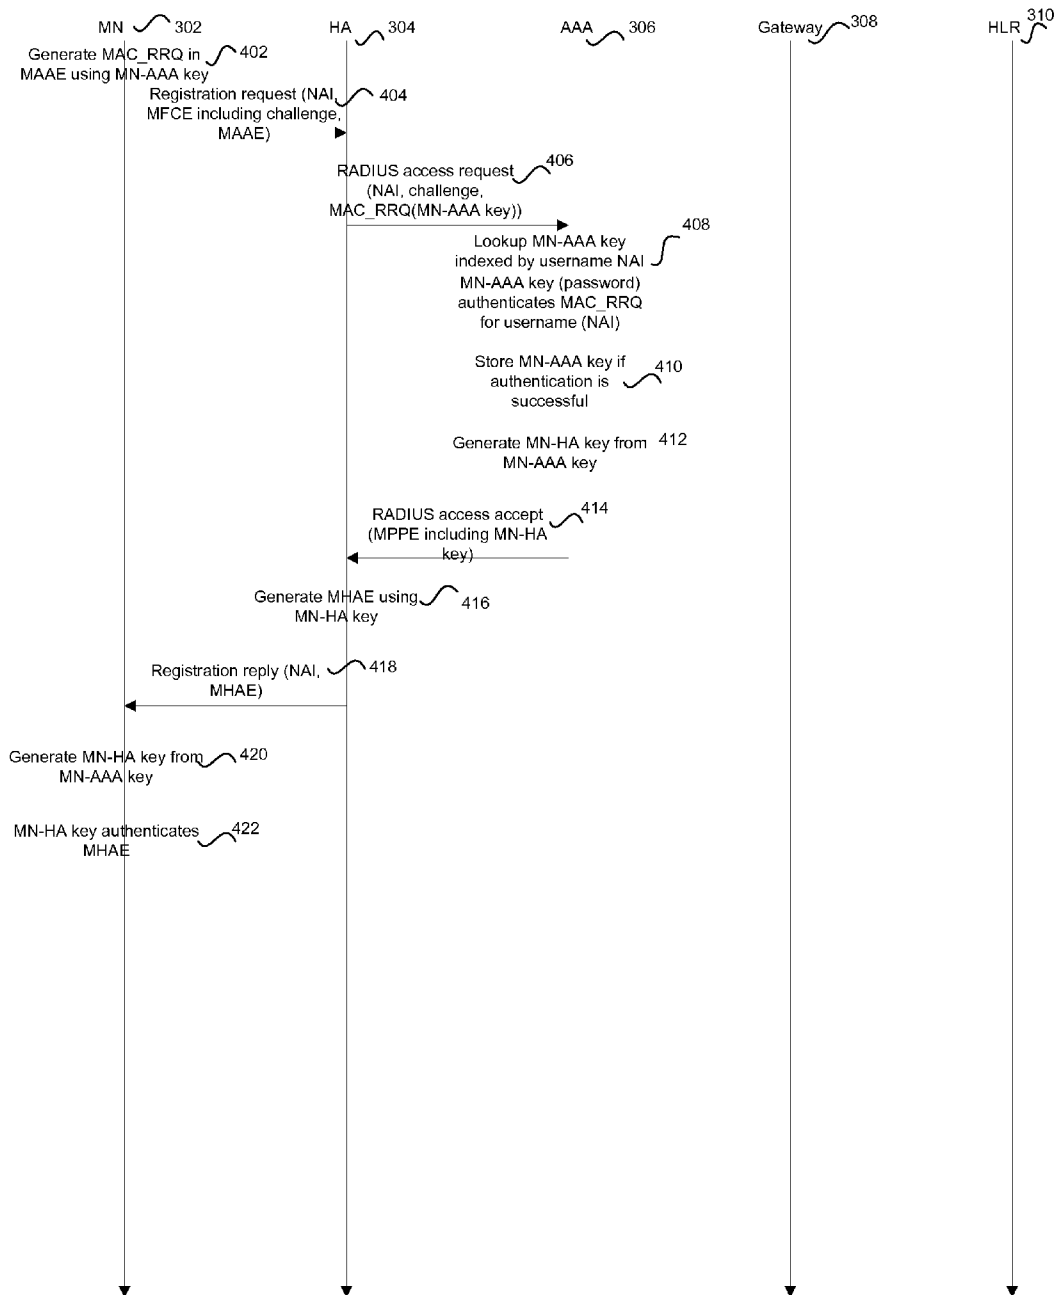 MN 302 HA 304 AAA 306 Gateway 308 HLR 310
Generate MAC_RRQ in 402
MAAE using MN-AAA key
Registration request (NAI, 404
MFCE including challenge,
MAAE)
RADIUS access request 406
(NAI, challenge,
MAC_RRQ(MN-AAA key))
Lookup MN-AAA key 408
indexed by username NAI
MN-AAA key (password)
authenticates MAC_RRQ
for username (NAI)
Store MN-AAA key if 410
authentication is
successful
Generate MN-HA key from 412
MN-AAA key
RADIUS access accept 414
(MPPE including MN-HA
key)
Generate MHAE using 416
MN-HA key
Registration reply (NAI, 418
MHAE)
Generate MN-HA key from 420
MN-AAA key
MN-HA key authenticates 422
MHAE